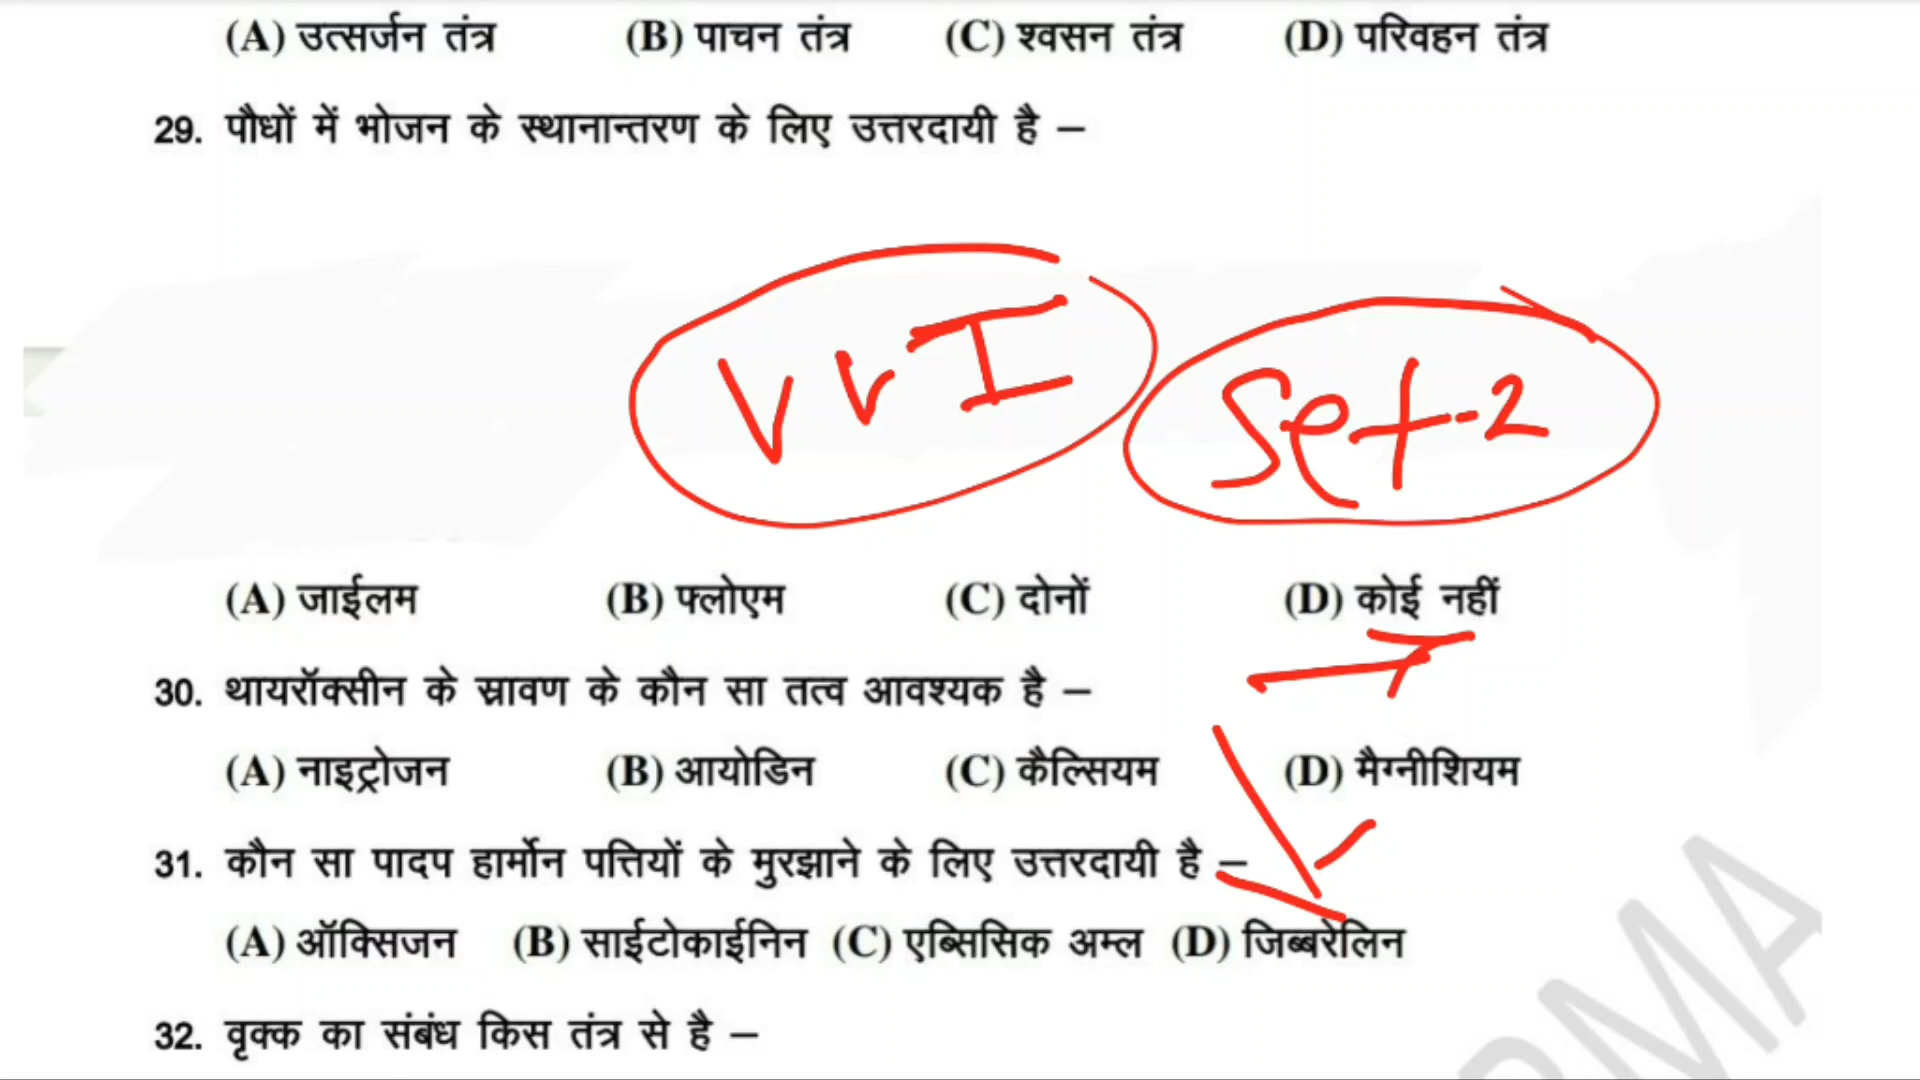 (A) उत्सर्जन तंत्र (B) पाचन तंत्र (C) श्वसन तंत्र (D) परिवहन तंत्र
29. पौधों में भोजन के स्थानान्तरण के लिए उत्तरदायी है –
VVI Set-2
(A) जाईलम (B) फ्लोएम (C) दोनों (D) कोई नहीं
30. थायरॉक्सीन के स्रावण के कौन सा तत्व आवश्यक है –
(A) नाइट्रोजन (B) आयोडिन (C) कैल्सियम (D) मैग्नीशियम
31. कौन सा पादप हार्मोन पत्तियों के मुरझाने के लिए उत्तरदायी है –
(A) ऑक्सिजन (B) साईटोकाईनिन (C) एब्सिसिक अम्ल (D) जिब्बरेलिन
32. वृक्क का संबंध किस तंत्र से है –